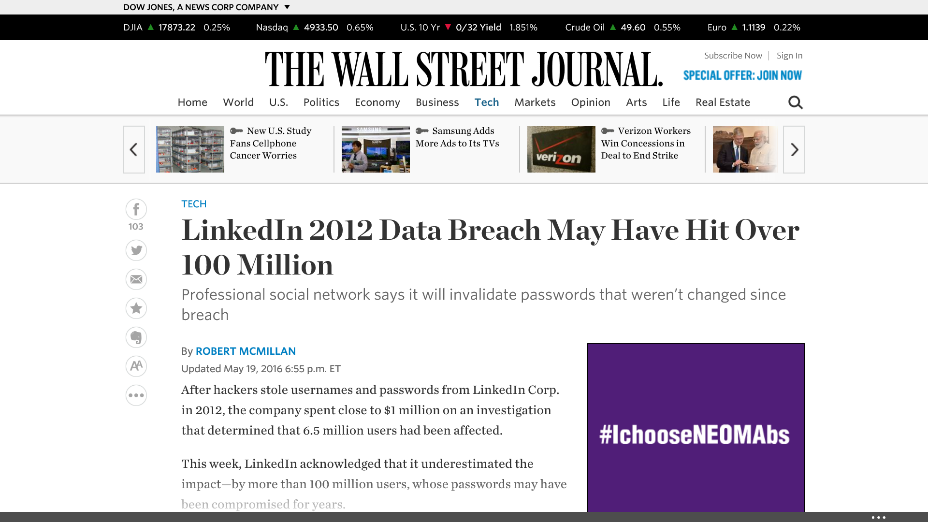 DOW JONES, A NEWS CORP COMPANY ▼
DJIA ▲ 17873.22 0.25% Nasdaq ▲ 4933.50 0.65% U.S. 10 Yr ▼ 0/32 Yield 1.851% Crude Oil ▲ 49.60 0.55% Euro ▲ 1.1139 0.22%
THE WALL STREET JOURNAL.
Subscribe Now | Sign In
SPECIAL OFFER: JOIN NOW
Home World U.S. Politics Economy Business Tech Markets Opinion Arts Life Real Estate
New U.S. Study
Fans Cellphone
Cancer Worries
SAMSUNG
Samsung Adds
More Ads to Its TVs
verizon
Verizon Workers
Win Concessions in
Deal to End Strike
103
TECH
LinkedIn 2012 Data Breach May Have Hit Over
100 Million
Professional social network says it will invalidate passwords that weren’t changed since
breach
By ROBERT MCMILLAN
Updated May 19, 2016 6:55 p.m. ET
After hackers stole usernames and passwords from LinkedIn Corp.
in 2012, the company spent close to $1 million on an investigation
that determined that 6.5 million users had been affected.
This week, LinkedIn acknowledged that it underestimated the
impact—by more than 100 million users, whose passwords may have
been compromised for years.
AA
#IchooseNEOMAbs